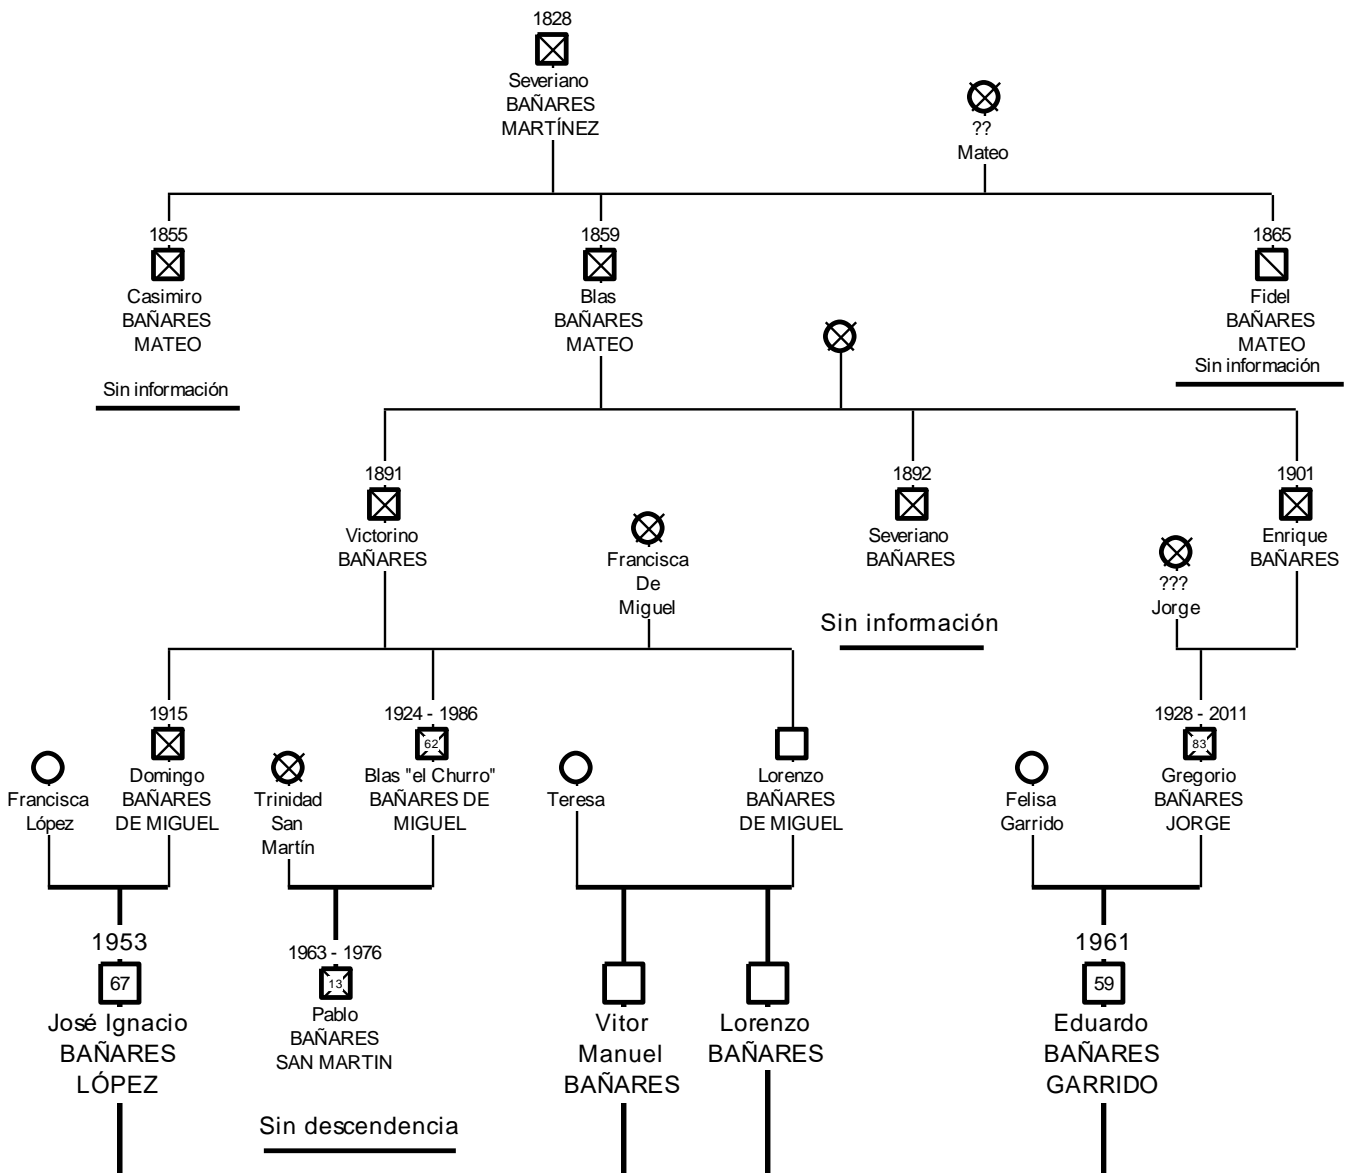 1828
Severiano
BAÑARES
MARTÍNEZ
??
Mateo
1855
Casimiro
BAÑARES
MATEO
Sin información
1859
Blas
BAÑARES
MATEO
1865
Fidel
BAÑARES
MATEO
Sin información
1891
Victorino
BAÑARES
Francisca
De
Miguel
1892
Severiano
BAÑARES
Sin información
???
Jorge
1901
Enrique
BAÑARES
Francisca
López
1915
Domingo
BAÑARES
DE MIGUEL
Trinidad
San
Martín
1924 - 1986
62
Blas "el Churro"
BAÑARES DE
MIGUEL
Teresa
Lorenzo
BAÑARES
DE MIGUEL
Felisa
Garrido
1928 - 2011
83
Gregorio
BAÑARES
JORGE
1953
67
José Ignacio
BAÑARES
LÓPEZ
1963 - 1976
13
Pablo
BAÑARES
SAN MARTIN
Sin descendencia
Vitor
Manuel
BAÑARES
Lorenzo
BAÑARES
1961
59
Eduardo
BAÑARES
GARRIDO